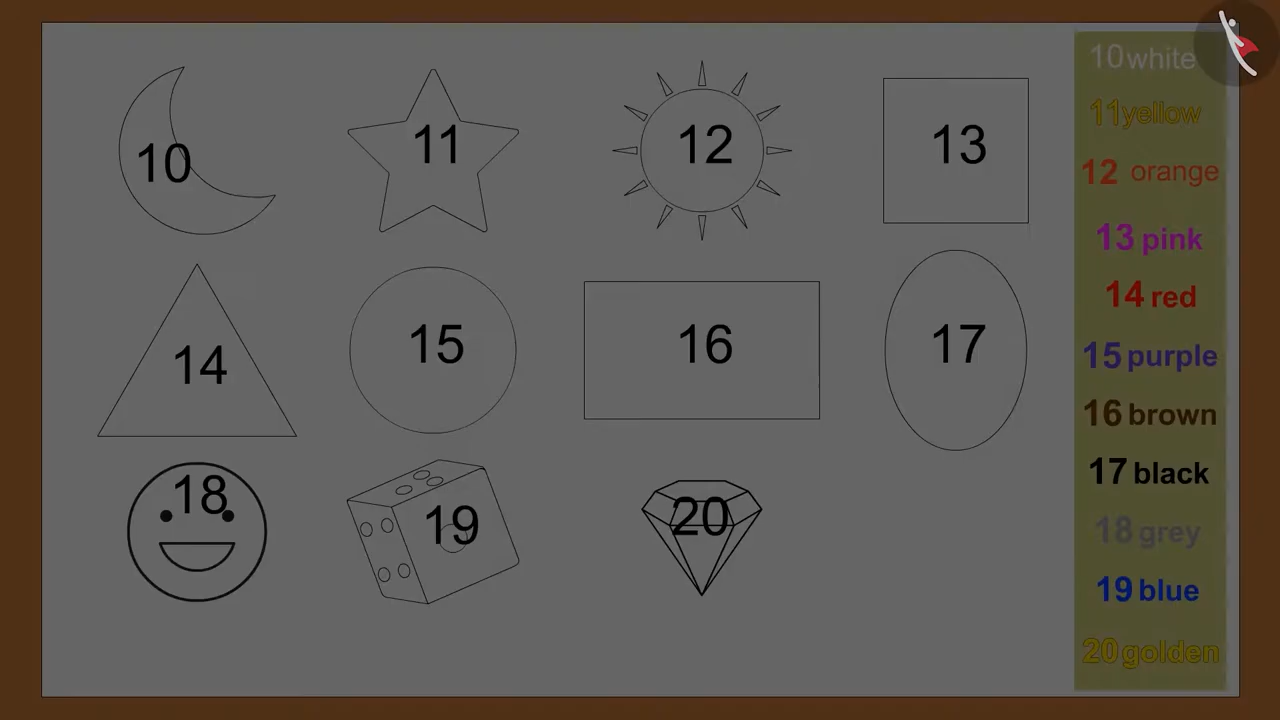 10 11 12 13
14 15 16 17
18 19 20
10 white
11 yellow
12 orange
13 pink
14 red
15 purple
16 brown
17 black
18 grey
19 blue
20 golden